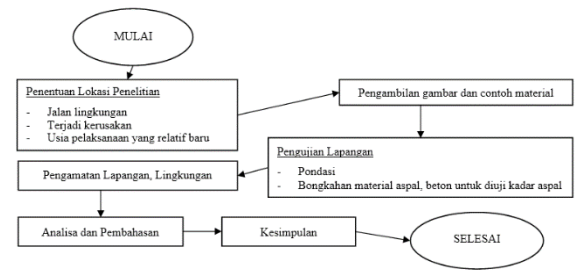 MULAI
Penentuan Lokasi Penelitian
- Jalan lingkungan
- Terjadi kerusakan
- Usia pelaksanaan yang relatif baru
Pengambilan gambar dan contoh material
Pengujian Lapangan
- Pondasi
- Bongkahan material aspal, beton untuk diuji kadar aspal
Pengamatan Lapangan, Lingkungan
Analisa dan Pembahasan
Kesimpulan
SELESAI